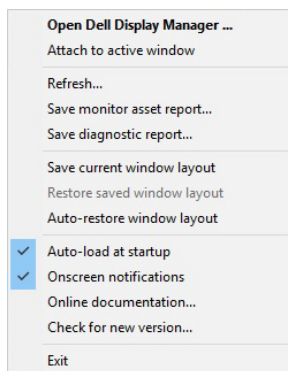 Open Dell Display Manager ...
Attach to active window
Refresh...
Save monitor asset report...
Save diagnostic report...
Save current window layout
Restore saved window layout
Auto-restore window layout
Auto-load at startup
Onscreen notifications
Online documentation...
Check for new version...
Exit